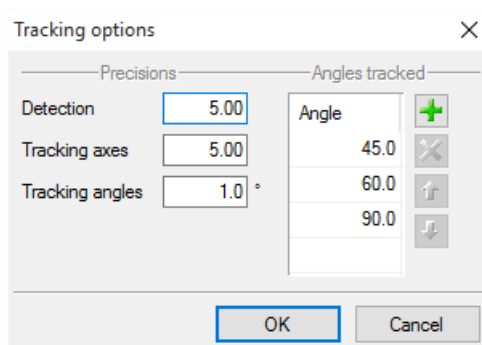 Tracking options
Precisions
Angles tracked
Detection 5.00
Angle
Tracking axes 5.00
45.0
Tracking angles 1.0 °
60.0
90.0
OK Cancel